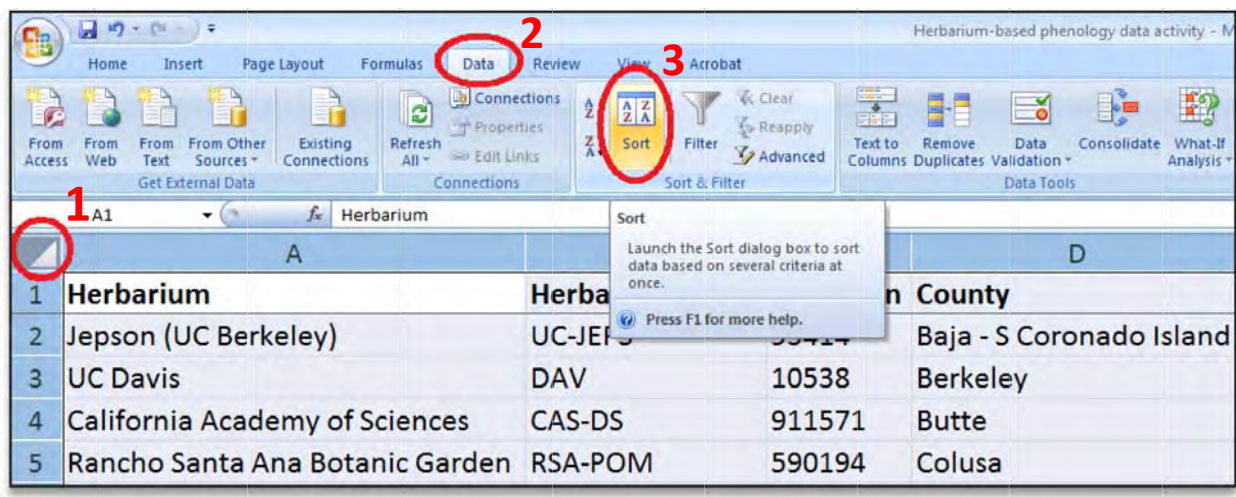 Herbarium-based phenology data activity - M
2
Home Insert Page Layout Formulas Data Review View 3 Acrobat
From Access
From Web
From Text
From Other Sources
Existing Connections
Get External Data
Refresh All
Connections
Properties
Edit Links
Connections
A Z
Z A
A Z
Z A
Sort
Filter
Clear
Reapply
Advanced
Sort & Filter
Text to Columns
Remove Duplicates
Data Validation
Consolidate
What-If Analysis
Data Tools
1 A1 fx Herbarium
Sort
Launch the Sort dialog box to sort
data based on several criteria at
once.
Press F1 for more help.
A D
1 Herbarium Herba n County
2 Jepson (UC Berkeley) Baja - S Coronado Island
3 UC Davis DAV 10538 Berkeley
4 California Academy of Sciences CAS-DS 911571 Butte
5 Rancho Santa Ana Botanic Garden RSA-POM 590194 Colusa